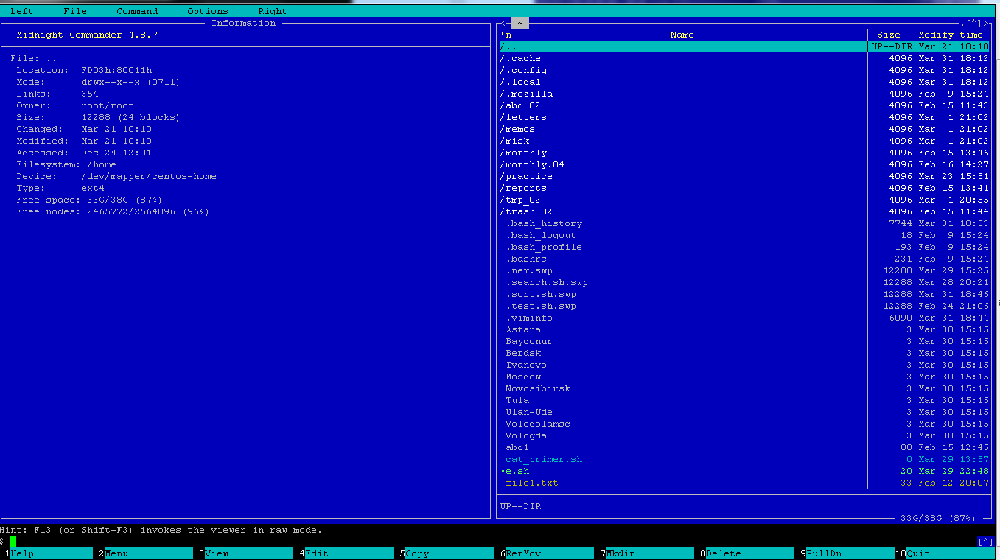 Left File Command Options Right
Information
Midnight Commander 4.8.7
File: ..
Location: FD03h:80011h
Mode: drwx--x--x (0711)
Links: 354
Owner: root/root
Size: 12288 (24 blocks)
Changed: Mar 21 10:10
Modified: Mar 21 10:10
Accessed: Dec 24 12:01
Filesystem: /home
Device: /dev/mapper/centos-home
Type: ext4
Free space: 33G/38G (87%)
Free nodes: 2465772/2564096 (96%)
<- ~ .[^]>
'n Name Size Modify time
/.. UP--DIR Mar 21 10:10
/.cache 4096 Mar 31 18:12
/.config 4096 Mar 31 18:12
/.local 4096 Mar 31 18:12
/.mozilla 4096 Feb 9 15:24
/abc_02 4096 Feb 15 11:43
/letters 4096 Mar 1 21:02
/memos 4096 Mar 1 21:02
/misk 4096 Mar 1 21:02
/monthly 4096 Feb 15 13:46
/monthly.04 4096 Feb 16 14:27
/practice 4096 Mar 23 15:51
/reports 4096 Feb 15 13:41
/tmp_02 4096 Mar 1 20:55
/trash_02 4096 Feb 15 11:44
.bash_history 7744 Mar 31 18:53
.bash_logout 18 Feb 9 15:24
.bash_profile 193 Feb 9 15:24
.bashrc 231 Feb 9 15:24
.new.swp 12288 Mar 29 15:25
.search.sh.swp 12288 Mar 28 20:21
.sort.sh.swp 12288 Mar 31 18:46
.test.sh.swp 12288 Feb 24 21:06
.viminfo 6090 Mar 31 18:44
Astana 3 Mar 30 15:15
Bayconur 3 Mar 30 15:15
Berdsk 3 Mar 30 15:15
Ivanovo 3 Mar 30 15:15
Moscow 3 Mar 30 15:15
Novosibirsk 3 Mar 30 15:15
Tula 3 Mar 30 15:15
Ulan-Ude 3 Mar 30 15:15
Volocolamsc 3 Mar 30 15:15
Vologda 3 Mar 30 15:15
abc1 80 Feb 15 12:45
cat_primer.sh 0 Mar 29 13:57
*e.sh 20 Mar 29 22:48
file1.txt 33 Feb 12 20:07
UP--DIR
33G/38G (87%)
Hint: F13 (or Shift-F3) invokes the viewer in raw mode.
$ [^]
1Help 2Menu 3View 4Edit 5Copy 6RenMov 7Mkdir 8Delete 9PullDn 10Quit